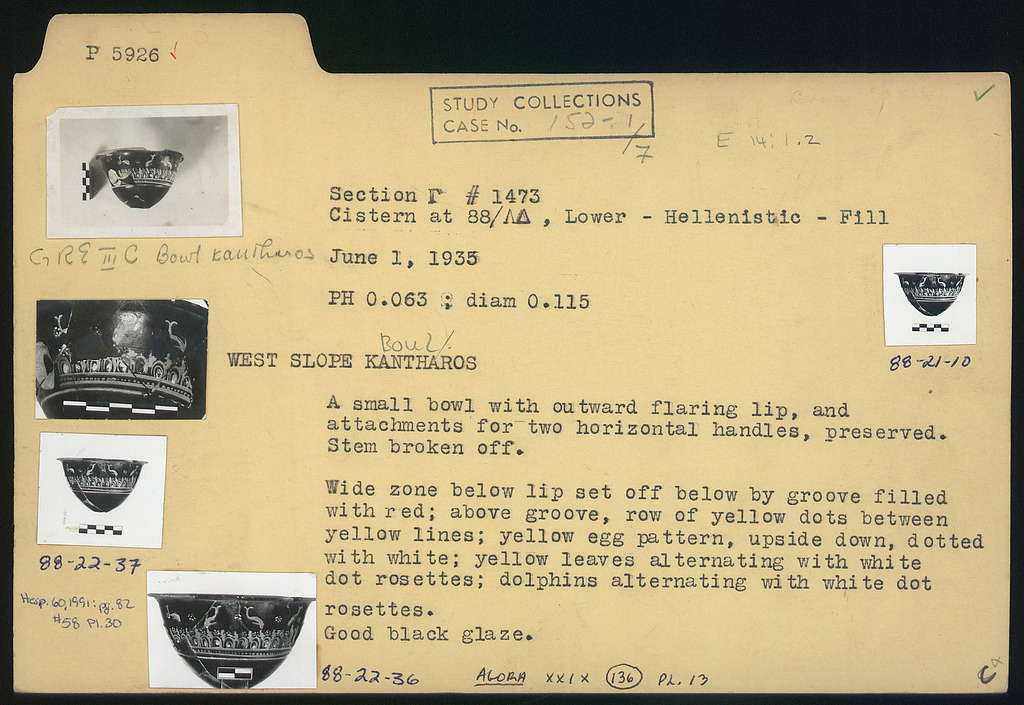 P 5926 ✓
STUDY COLLECTIONS
CASE No. 152-1/7
E 14:1.2
Section Γ # 1473
Cistern at 88/ΛΔ , Lower - Hellenistic - Fill
GRE III C Bowl kantharos
June 1, 1935
PH 0.063 ; diam 0.115
Bowl/
WEST SLOPE KANTHAROS
88-21-10
A small bowl with outward flaring lip, and
attachments for two horizontal handles, preserved.
Stem broken off.
Wide zone below lip set off below by groove filled
with red; above groove, row of yellow dots between
yellow lines; yellow egg pattern, upside down, dotted
with white; yellow leaves alternating with white
dot rosettes; dolphins alternating with white dot
rosettes.
Good black glaze.
88-22-37
Hesp. 60, 1991: pg. 82
#58 Pl. 30
88-22-36
AGORA XXIX 136 PL. 13
C x